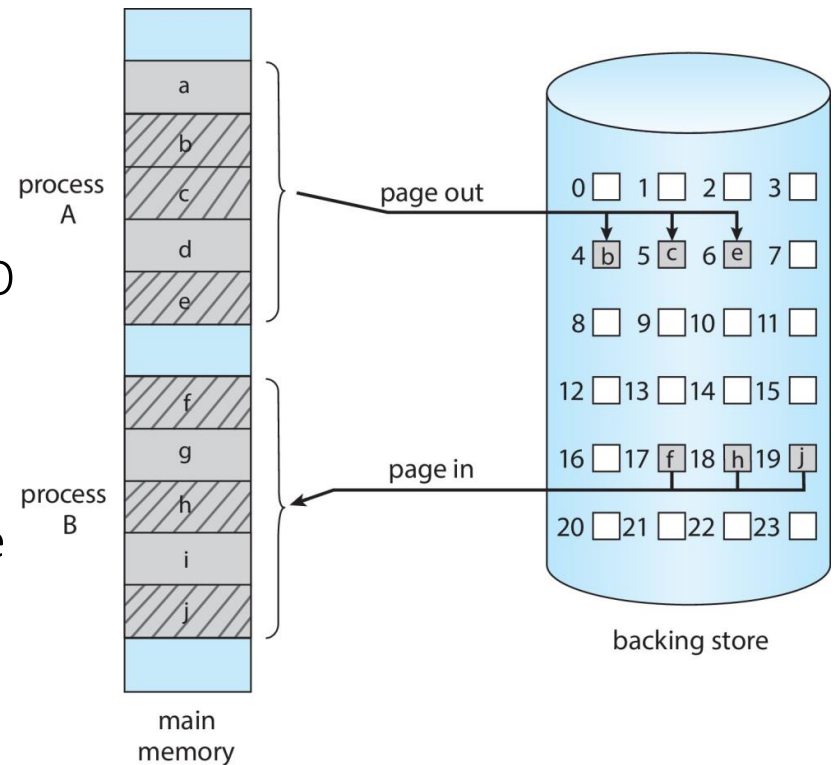 a
b
c
d
e
process
A
0
f
g
h
i
j
process
B
e
main
memory
page out
page in
0 1 2 3
4 b 5 c 6 e 7
8 9 10 11
12 13 14 15
16 17 f 18 h 19 j
20 21 22 23
backing store